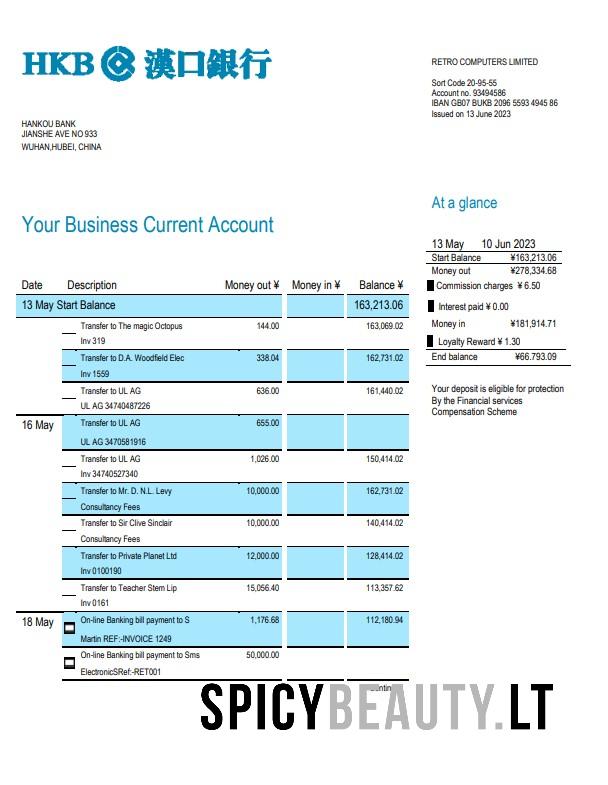 HKB 漢口銀行
RETRO COMPUTERS LIMITED
Sort Code 20-95-55
Account no. 93494586
IBAN GB07 BUKB 2096 5593 4945 86
Issued on 13 June 2023
HANKOU BANK
JIANSHE AVE NO 933
WUHAN,HUBEI, CHINA
At a glance
13 May 10 Jun 2023
Start Balance ¥163,213.06
Money out ¥278,334.68
Commission charges ¥ 6.50
Interest paid ¥ 0.00
Money in ¥181,914.71
Loyalty Reward ¥ 1.30
End balance ¥66.793.09
Your deposit is eligible for protection
By the Financial services
Compensation Scheme
Your Business Current Account
Date Description Money out ¥ Money in ¥ Balance ¥
13 May Start Balance 163,213.06
Transfer to The magic Octopus 144.00 163,069.02
Inv 319
Transfer to D.A. Woodfield Elec 338.04 162,731.02
Inv 1559
Transfer to UL AG 636.00 161,440.02
UL AG 34740487226
16 May Transfer to UL AG 655.00
UL AG 3470581916
Transfer to UL AG 1,026.00 150,414.02
Inv 34740527340
Transfer to Mr. D. N.L. Levy 10,000.00 162,731.02
Consultancy Fees
Transfer to Sir Clive Sinclair 10,000.00 140,414.02
Consultancy Fees
Transfer to Private Planet Ltd 12,000.00 128,414.02
Inv 0100190
Transfer to Teacher Stem Lip 15,056.40 113,357.62
Inv 0161
18 May On-line Banking bill payment to S 1,176.68 112,180.94
Martin REF:-INVOICE 1249
On-line Banking bill payment to Sms 50,000.00
ElectronicSRef:-RET001
SPICYBEAUTY.LT